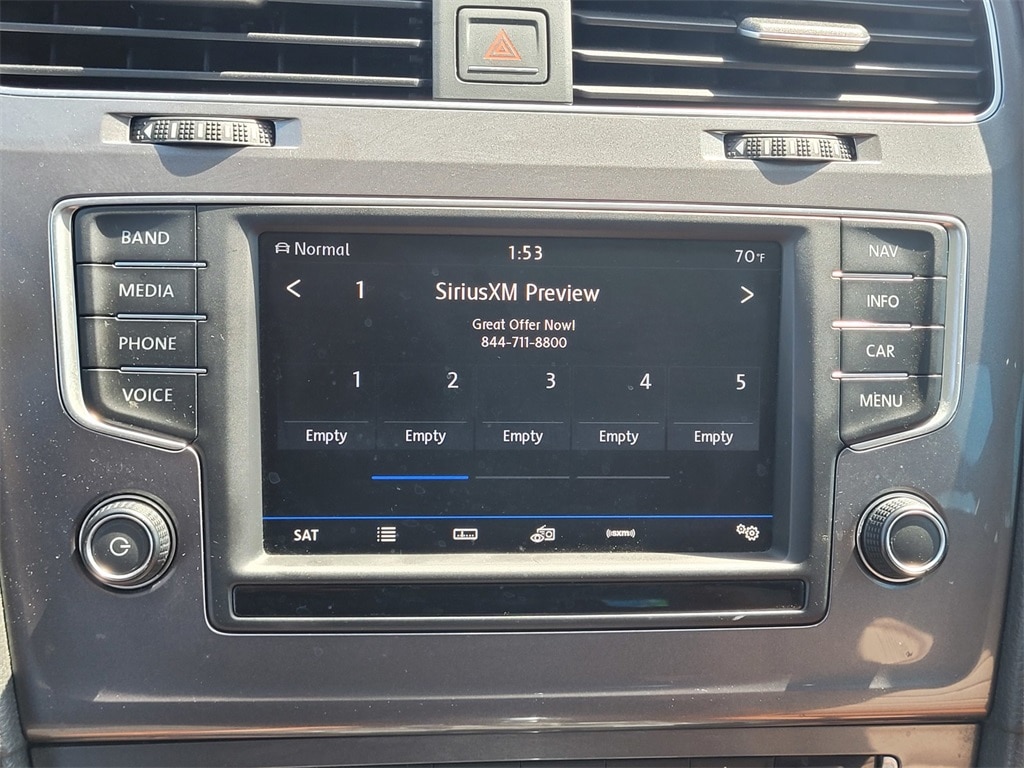 BAND
MEDIA
PHONE
VOICE
Normal 1:53 70°F
< 1 SiriusXM Preview >
Great Offer Now!
844-711-8800
1 2 3 4 5
Empty Empty Empty Empty Empty
SAT ((sxm))
NAV
INFO
CAR
MENU